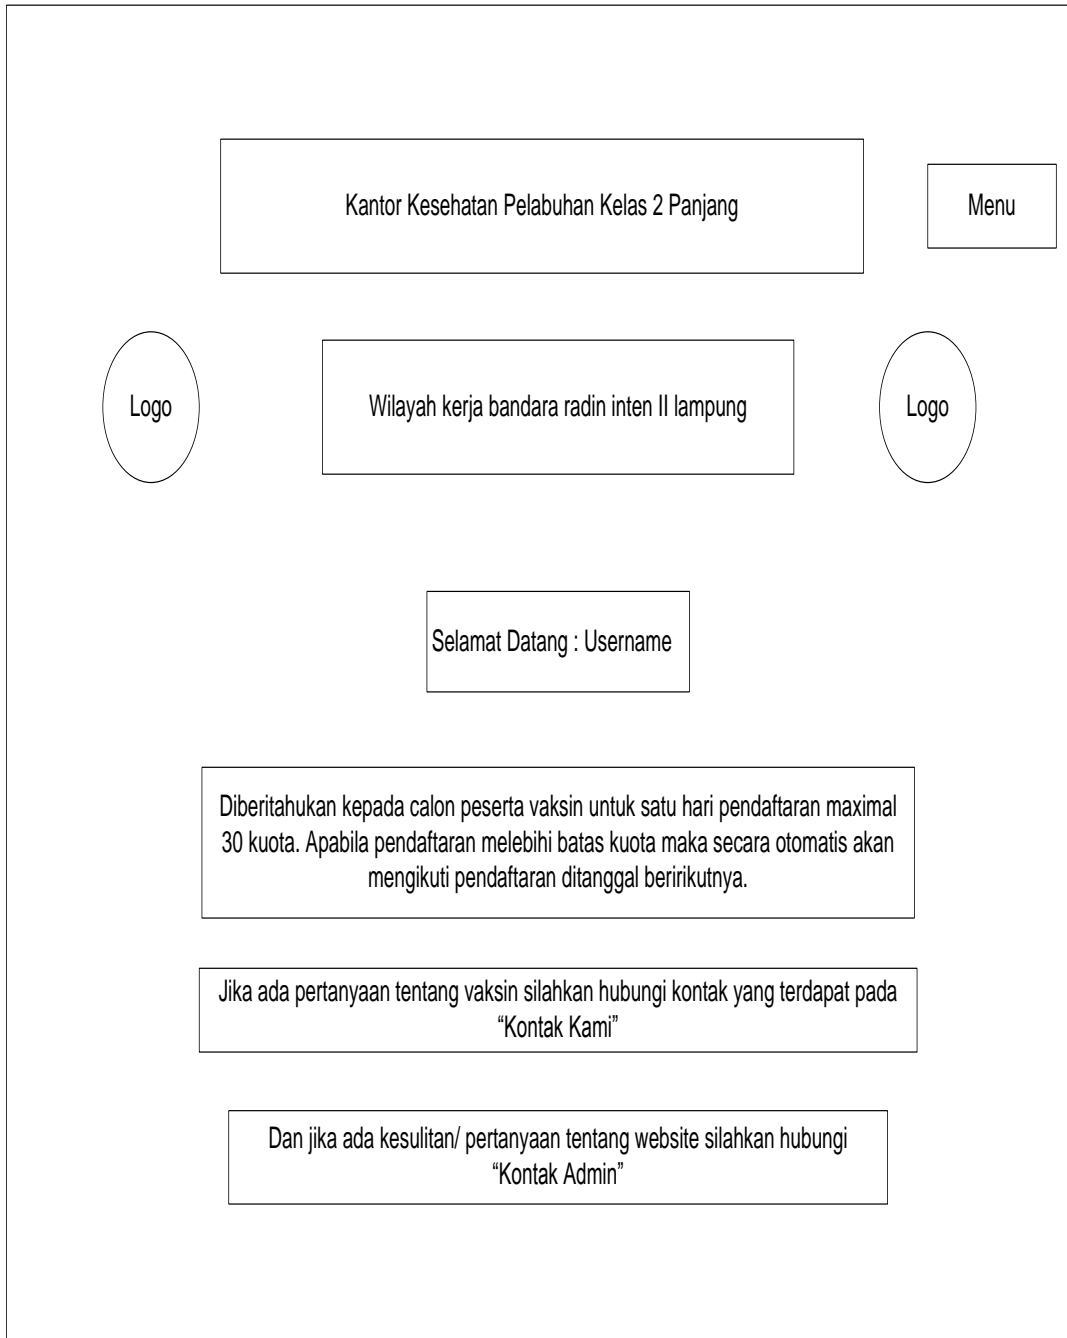 Kantor Kesehatan Pelabuhan Kelas 2 Panjang
Menu
Logo
Wilayah kerja bandara radin inten II lampung
Logo
Selamat Datang : Username
Diberitahukan kepada calon peserta vaksin untuk satu hari pendaftaran maximal
30 kuota. Apabila pendaftaran melebihi batas kuota maka secara otomatis akan
mengikuti pendaftaran ditanggal beririkutnya.
Jika ada pertanyaan tentang vaksin silahkan hubungi kontak yang terdapat pada
“Kontak Kami”
Dan jika ada kesulitan/ pertanyaan tentang website silahkan hubungi
“Kontak Admin”